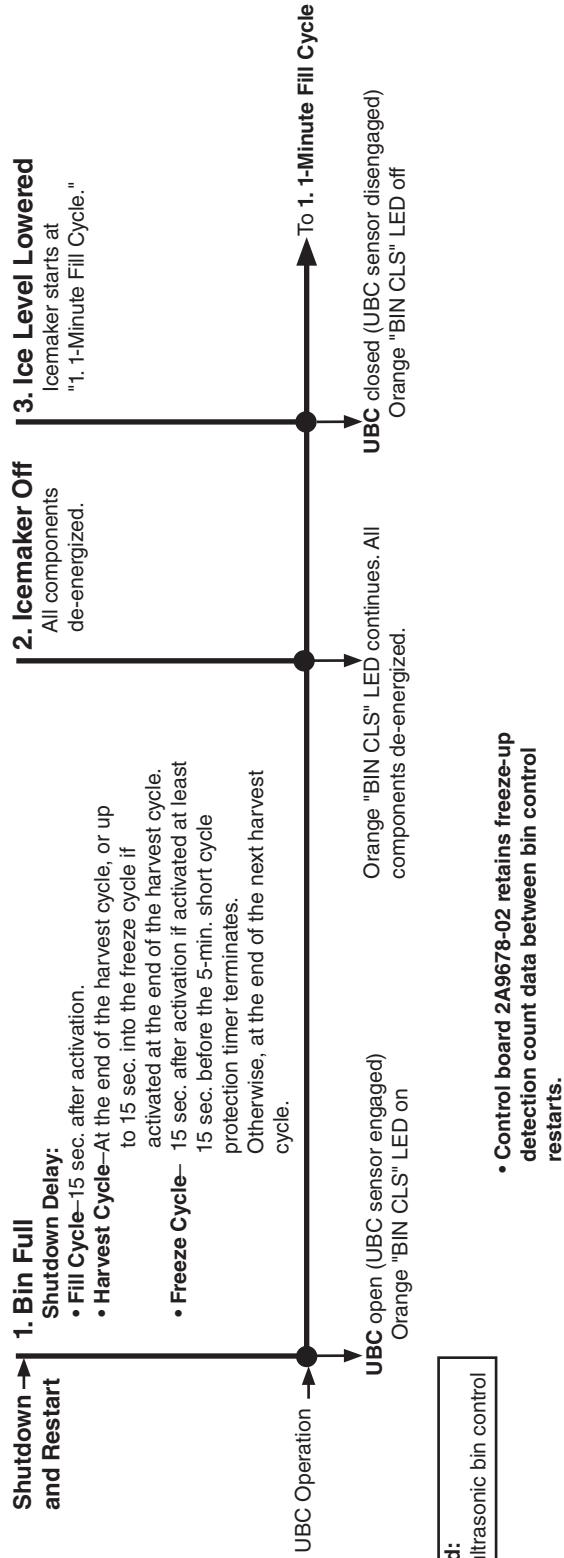 Shutdown
and Restart
1. Bin Full
Shutdown Delay:
• Fill Cycle–15 sec. after activation.
• Harvest Cycle–At the end of the harvest cycle, or up
to 15 sec. into the freeze cycle if
activated at the end of the harvest cycle.
• Freeze Cycle– 15 sec. after activation if activated at least
15 sec. before the 5-min. short cycle
protection timer terminates.
Otherwise, at the end of the next harvest
cycle.
2. Icemaker Off
All components
de-energized.
3. Ice Level Lowered
Icemaker starts at
"1. 1-Minute Fill Cycle."
UBC Operation
To 1. 1-Minute Fill Cycle
UBC open (UBC sensor engaged)
Orange "BIN CLS" LED on
Orange "BIN CLS" LED continues. All
components de-energized.
UBC closed (UBC sensor disengaged)
Orange "BIN CLS" LED off
d:
ltrasonic bin control
• Control board 2A9678-02 retains freeze-up
detection count data between bin control
restarts.